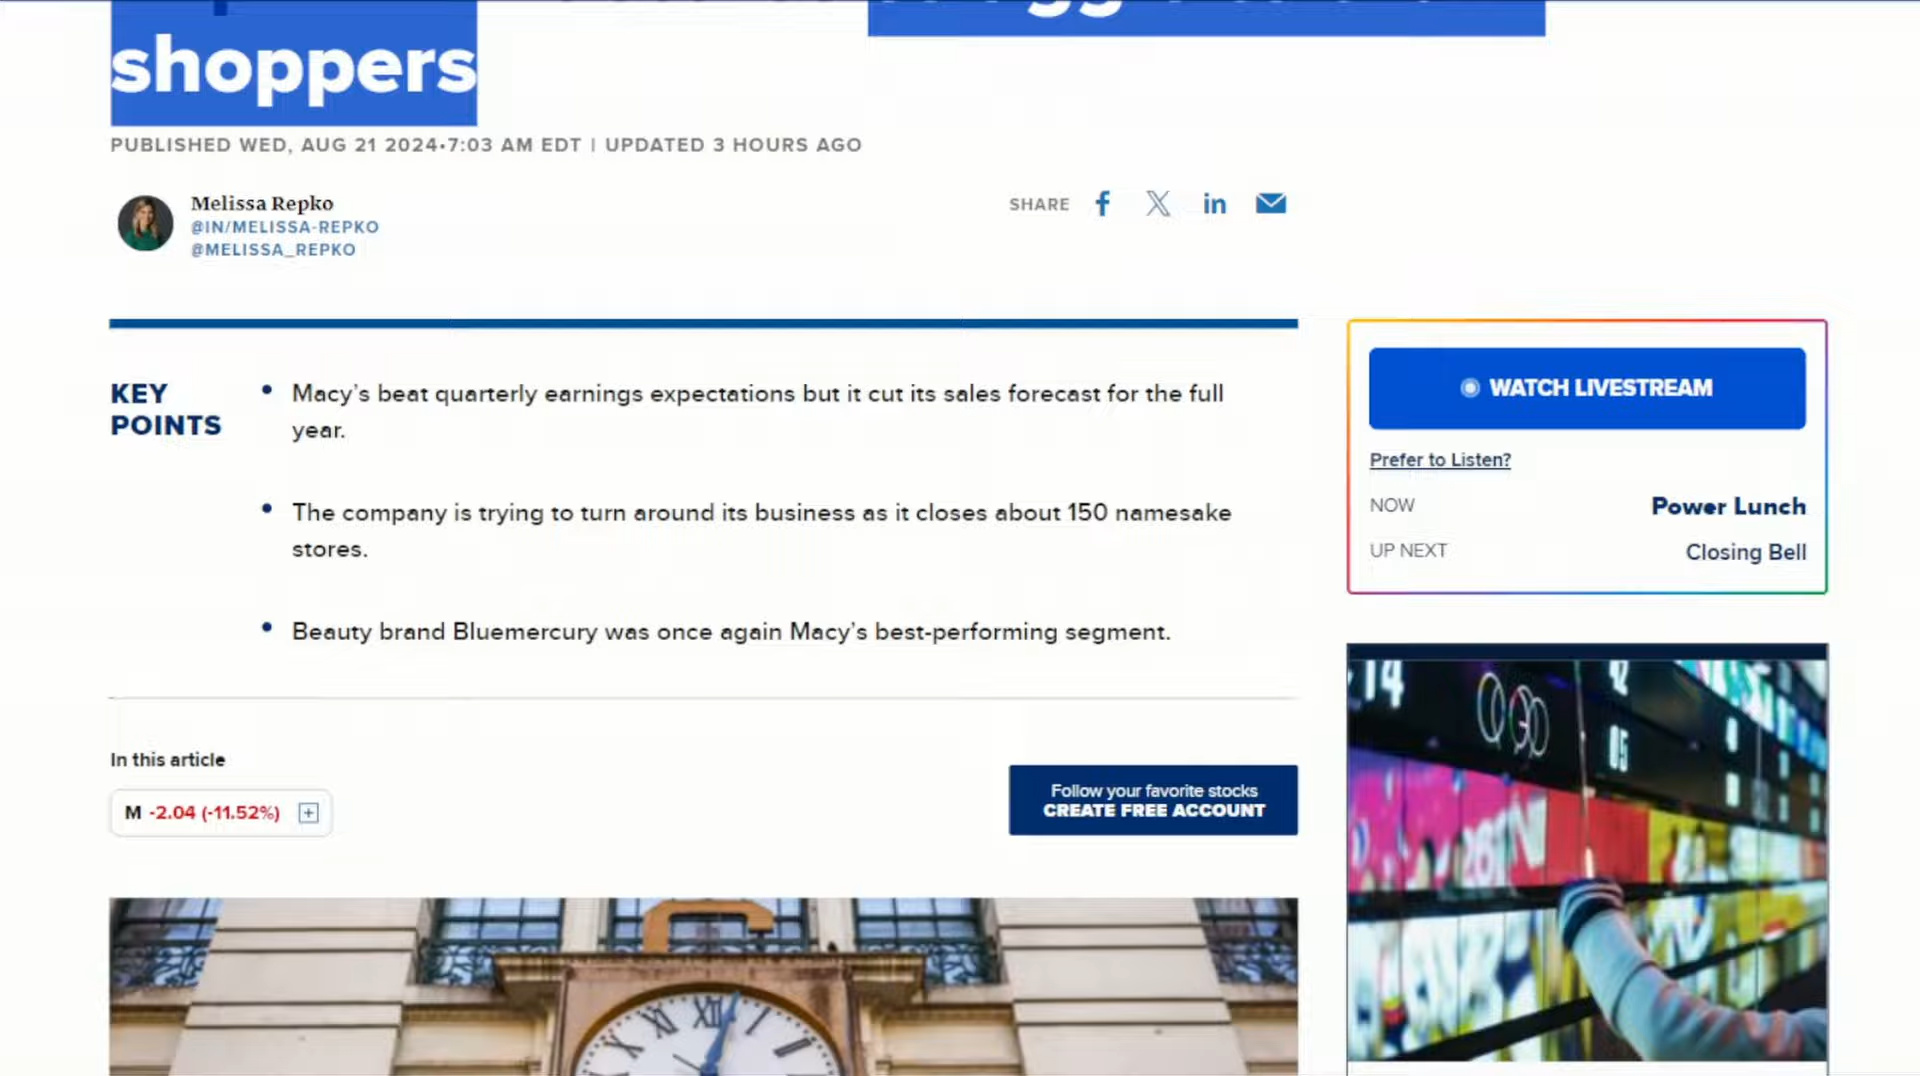 shoppers
PUBLISHED WED, AUG 21 2024•7:03 AM EDT | UPDATED 3 HOURS AGO
Melissa Repko
@IN/MELISSA-REPKO
@MELISSA_REPKO
SHARE
KEY
POINTS
• Macy’s beat quarterly earnings expectations but it cut its sales forecast for the full
year.
• The company is trying to turn around its business as it closes about 150 namesake
stores.
• Beauty brand Bluemercury was once again Macy’s best-performing segment.
In this article
M -2.04 (-11.52%)
Follow your favorite stocks
CREATE FREE ACCOUNT
WATCH LIVESTREAM
Prefer to Listen?
NOW Power Lunch
UP NEXT Closing Bell